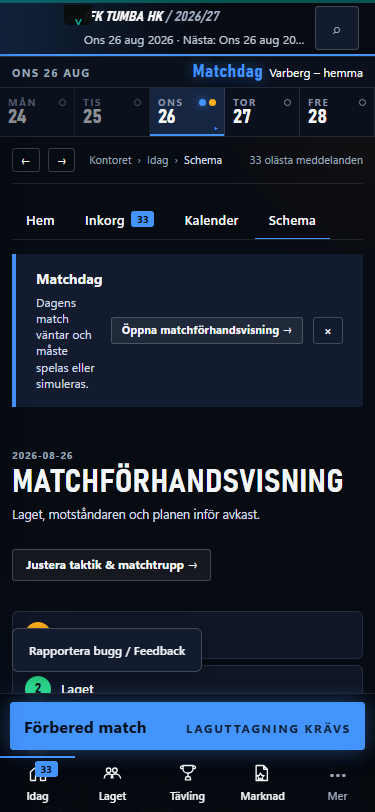 FK TUMBA HK / 2026/27
Ons 26 aug 2026 · Nästa: Ons 26 aug 20...
ONS 26 AUG
Matchdag Varberg – hemma
MÅN
24
TIS
25
ONS
26
TOR
27
FRE
28
← → Kontoret › Idag › Schema
33 olästa meddelanden
Hem
Inkorg 33
Kalender
Schema
Matchdag
Dagens
match
väntar och
måste
spelas eller
simuleras.
Öppna matchförhandsvisning →
×
2026-08-26
MATCHFÖRHANDSVISNING
Laget, motståndaren och planen inför avkast.
Justera taktik & matchtrupp →
Rapportera bugg / Feedback
2 Laget
Förbered match
LAGUTTAGNING KRÄVS
33
Idag
Laget
Tävling
Marknad
Mer